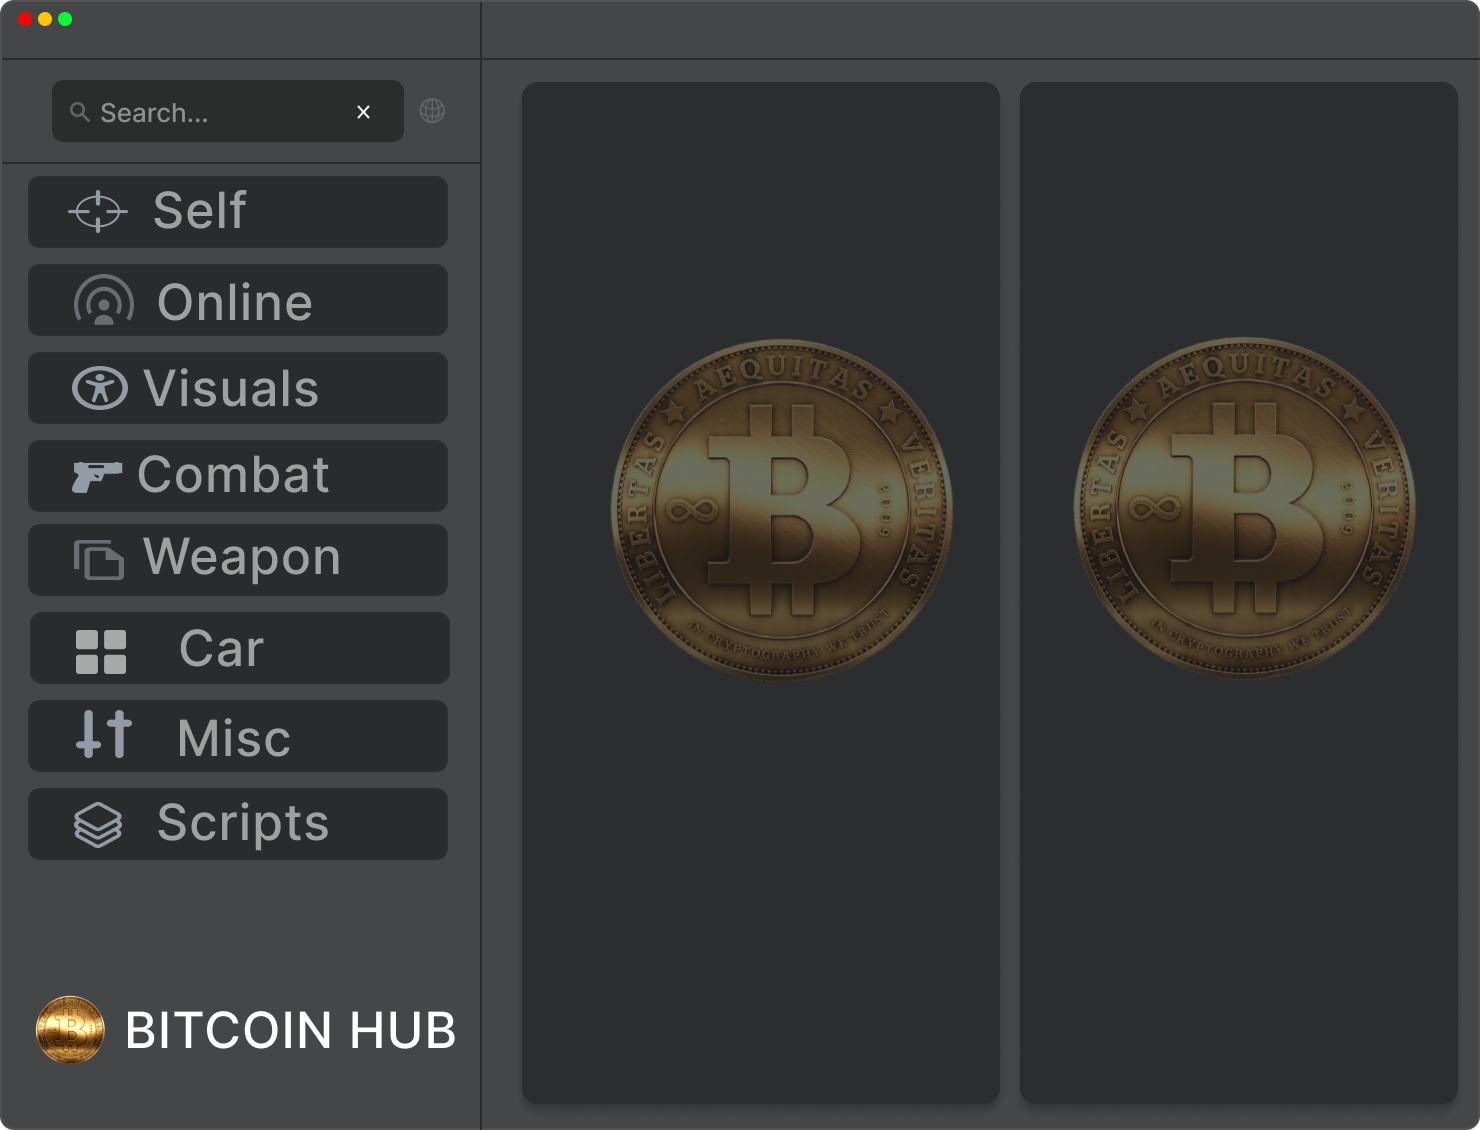 Search...
Self
Online
Visuals
Combat
Weapon
Car
Misc
Scripts
BITCOIN HUB
LIBERTAS ★ AEQUITAS ★ VERITAS
B
2009
IN CRYPTOGRAPHY WE TRUST
LIBERTAS ★ AEQUITAS ★ VERITAS
B
2009
IN CRYPTOGRAPHY WE TRUST